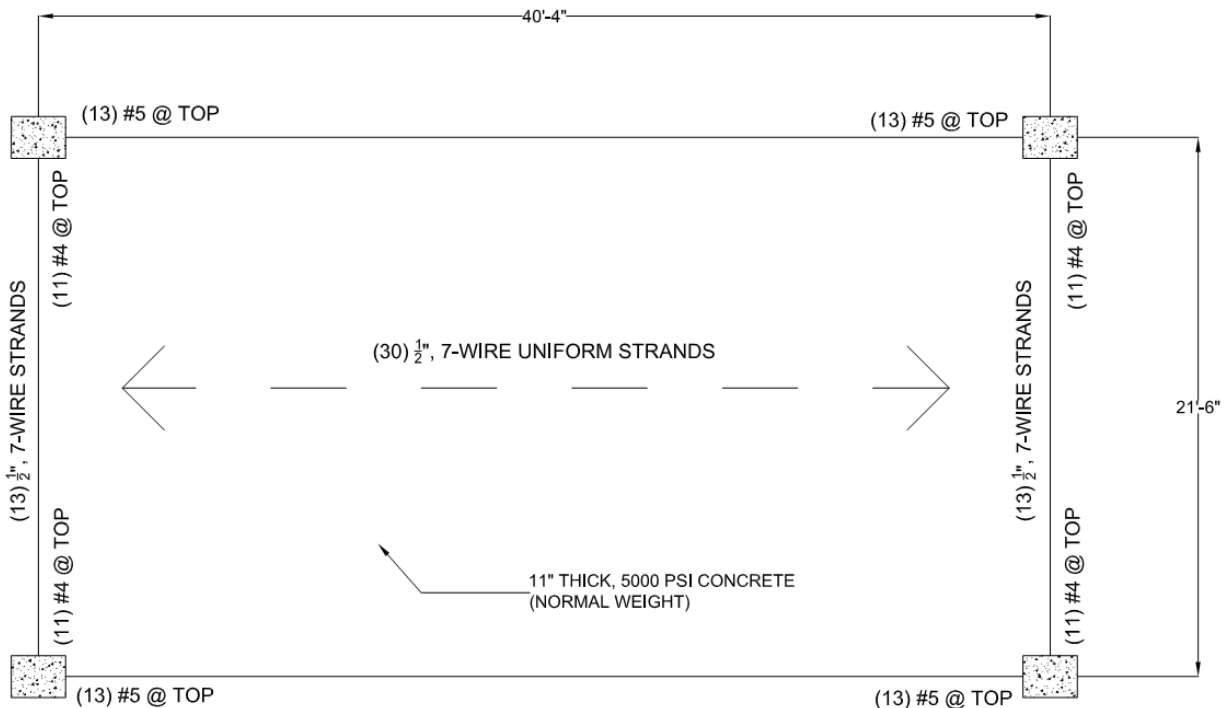 40'-4"
(13) #5 @ TOP
(13) #5 @ TOP
(11) #4 @ TOP
(11) #4 @ TOP
(13) 1/2", 7-WIRE STRANDS
(30) 1/2", 7-WIRE UNIFORM STRANDS
(13) 1/2", 7-WIRE STRANDS
21'-6"
(11) #4 @ TOP
(11) #4 @ TOP
11" THICK, 5000 PSI CONCRETE
(NORMAL WEIGHT)
(13) #5 @ TOP
(13) #5 @ TOP